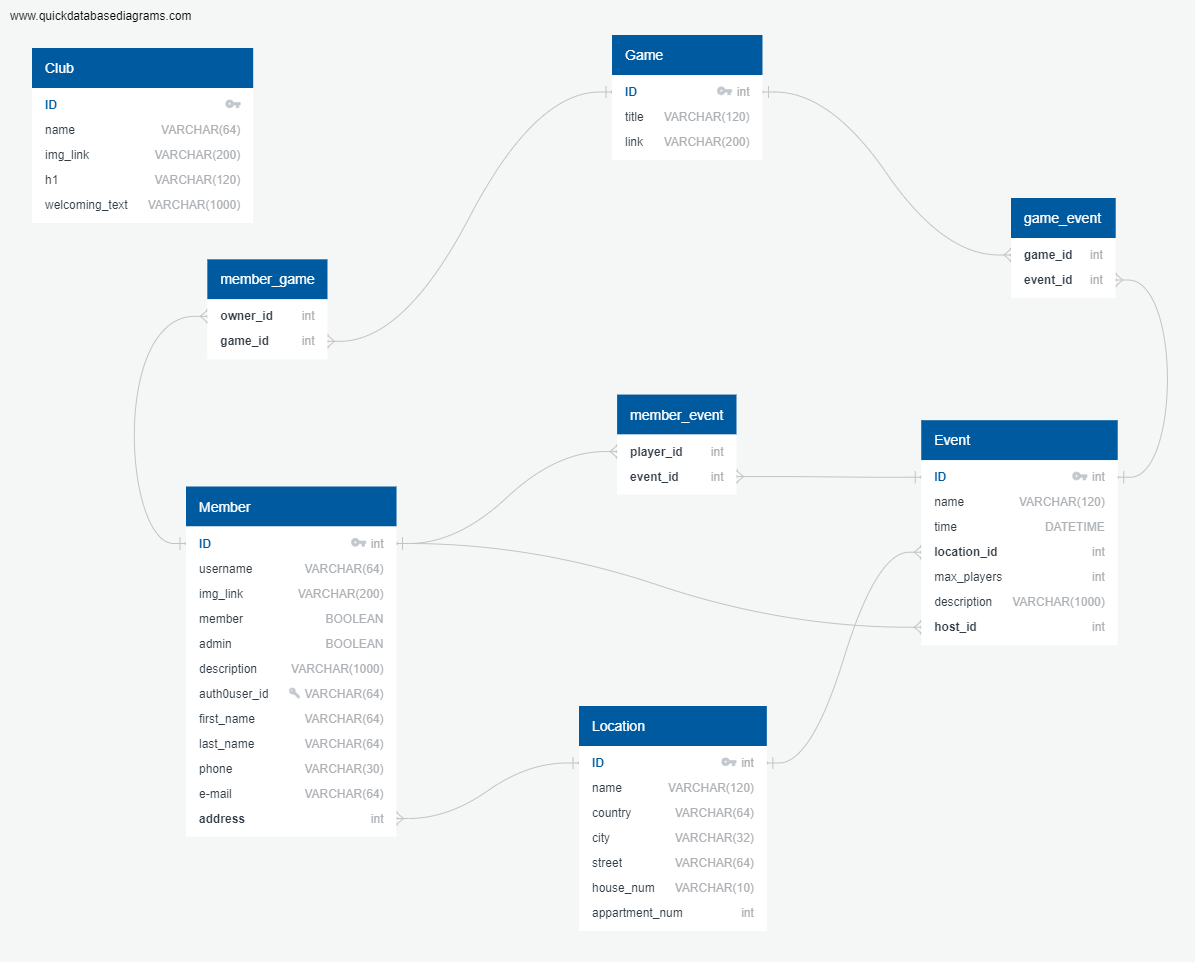 www.quickdatabasediagrams.com
Club
ID
name VARCHAR(64)
img_link VARCHAR(200)
h1 VARCHAR(120)
welcoming_text VARCHAR(1000)
Game
ID int
title VARCHAR(120)
link VARCHAR(200)
game_event
game_id int
event_id int
member_game
owner_id int
game_id int
member_event
player_id int
event_id int
Event
ID int
name VARCHAR(120)
time DATETIME
location_id int
max_players int
description VARCHAR(1000)
host_id int
Member
ID int
username VARCHAR(64)
img_link VARCHAR(200)
member BOOLEAN
admin BOOLEAN
description VARCHAR(1000)
auth0user_id VARCHAR(64)
first_name VARCHAR(64)
last_name VARCHAR(64)
phone VARCHAR(30)
e-mail VARCHAR(64)
address int
Location
ID int
name VARCHAR(120)
country VARCHAR(64)
city VARCHAR(32)
street VARCHAR(64)
house_num VARCHAR(10)
appartment_num int